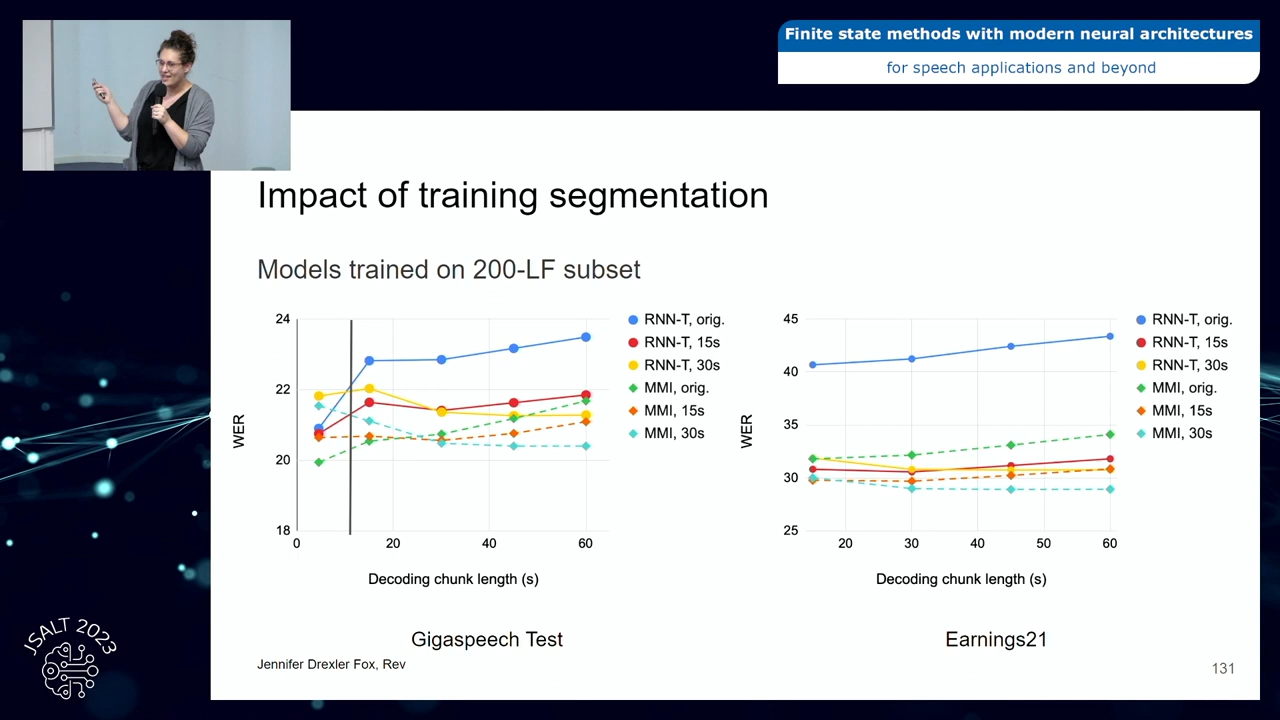 Finite state methods with modern neural architectures
for speech applications and beyond
Impact of training segmentation
Models trained on 200-LF subset
24
22
20
18
WER
0
20
40
60
Decoding chunk length (s)
RNN-T, orig.
RNN-T, 15s
RNN-T, 30s
MMI, orig.
MMI, 15s
MMI, 30s
Gigaspeech Test
45
40
35
30
25
WER
20
30
40
50
60
Decoding chunk length (s)
RNN-T, orig.
RNN-T, 15s
RNN-T, 30s
MMI, orig.
MMI, 15s
MMI, 30s
Earnings21
Jennifer Drexler Fox, Rev
131
JSALT 2023